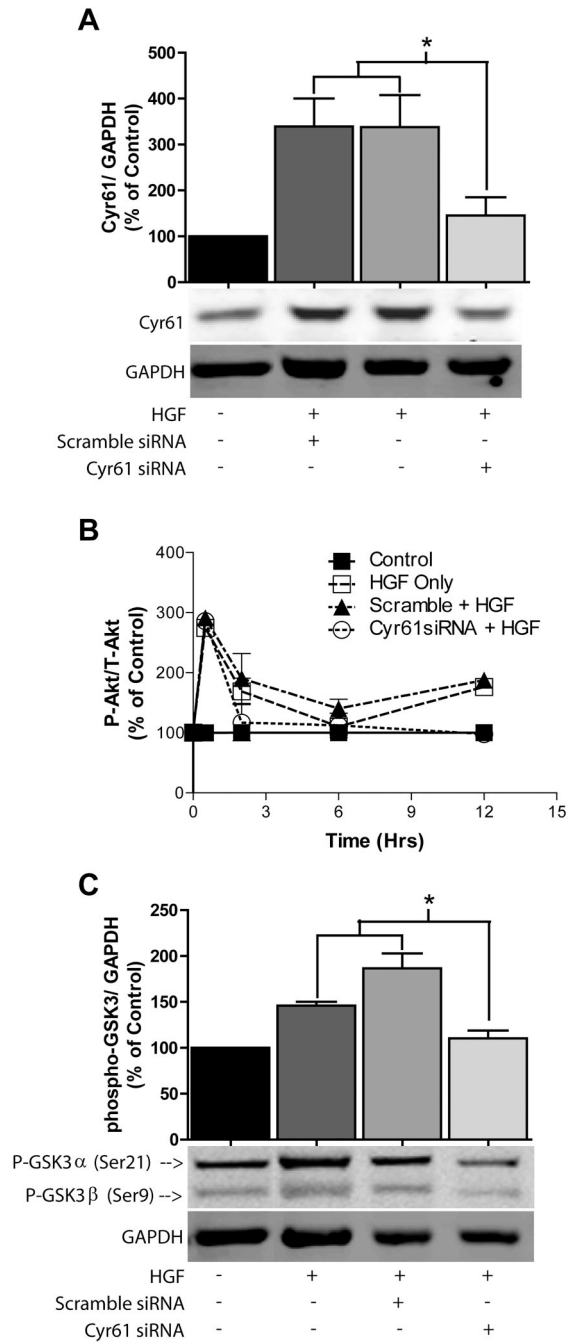 A
*
500
400
300
200
100
0
Cyr61/ GAPDH
(% of Control)
Cyr61
GAPDH
HGF - + + +
Scramble siRNA - + - -
Cyr61 siRNA - - - +
B
400
300
200
100
0
P-Akt/T-Akt
(% of Control)
Control
HGF Only
Scramble + HGF
Cyr61siRNA + HGF
0 3 6 9 12 15
Time (Hrs)
C
*
250
200
150
100
50
0
phospho-GSK3/ GAPDH
(% of Control)
P-GSK3α (Ser21) -->
P-GSK3β (Ser9) -->
GAPDH
HGF - + + +
Scramble siRNA - - + -
Cyr61 siRNA - - - +